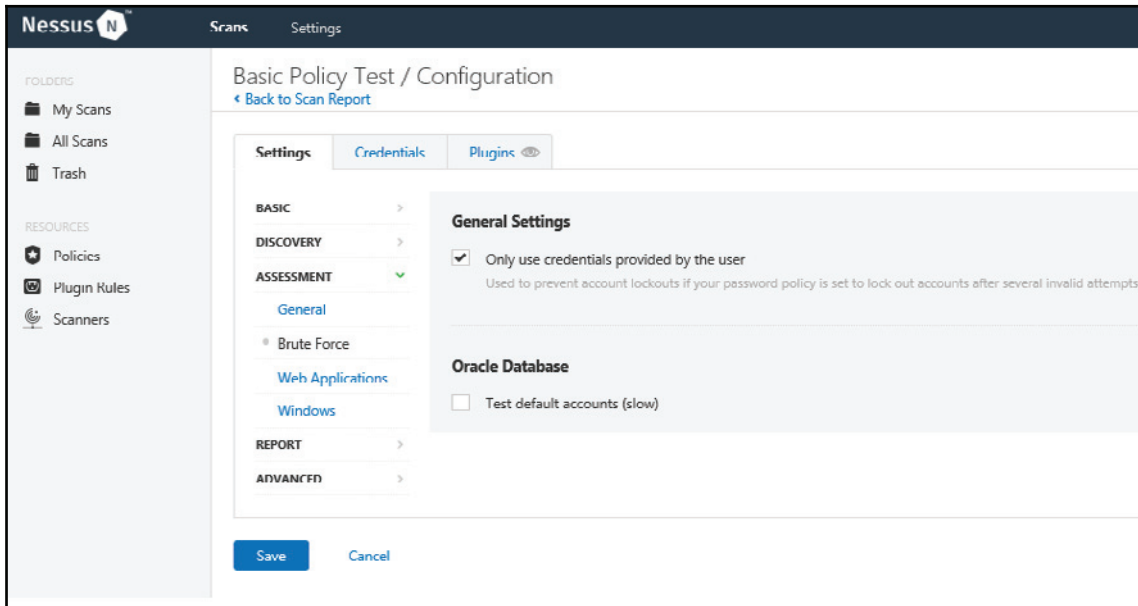 Nessus N
Scans Settings
FOLDERS
My Scans
All Scans
Trash
RESOURCES
Policies
Plugin Rules
Scanners
Basic Policy Test / Configuration
Back to Scan Report
Settings Credentials Plugins
BASIC
DISCOVERY
ASSESSMENT
General
Brute Force
Web Applications
Windows
REPORT
ADVANCED
General Settings
Only use credentials provided by the user
Used to prevent account lockouts if your password policy is set to lock out accounts after several invalid attempts
Oracle Database
Test default accounts (slow)
Save Cancel